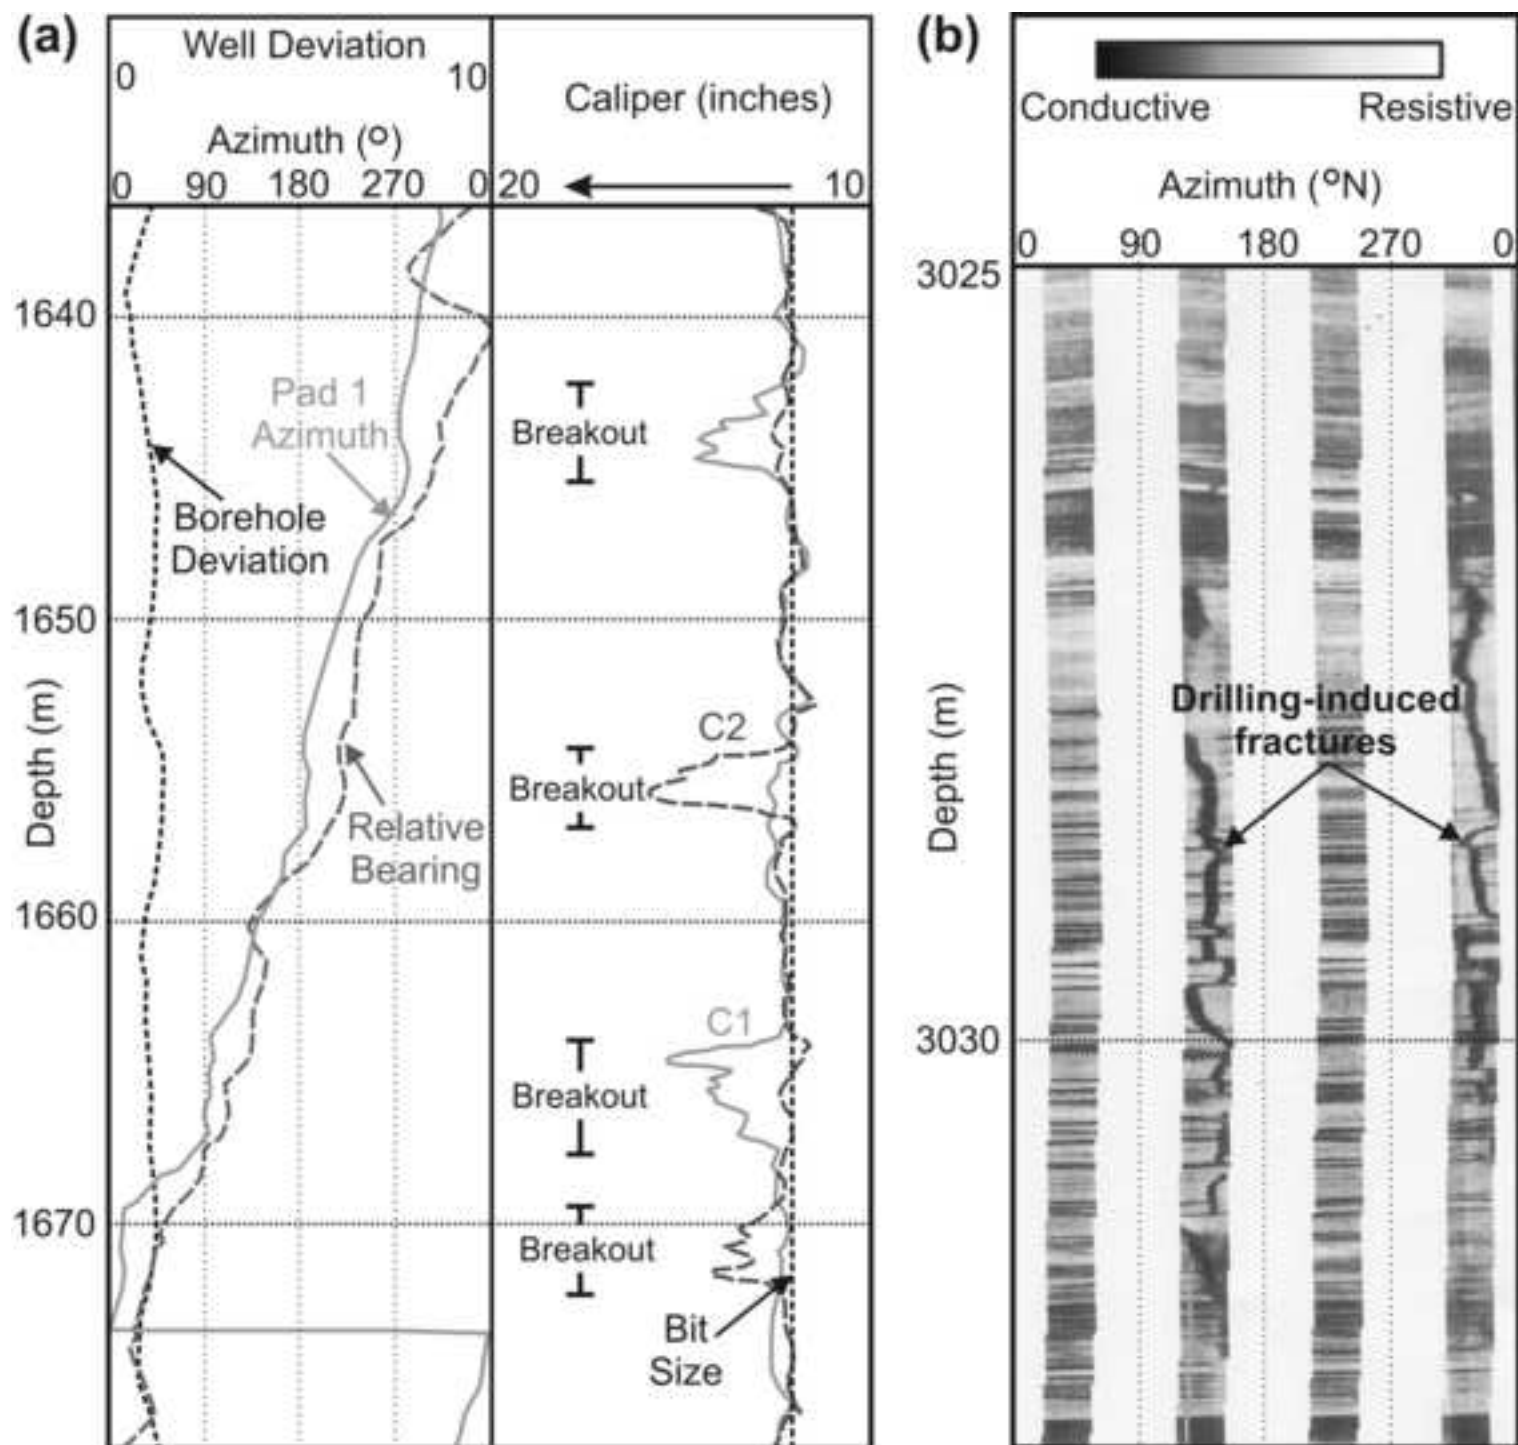 (a)
Well Deviation
0 10
Azimuth (°)
0 90 180 270 0
Caliper (inches)
20 10
Depth (m)
1640
1650
1660
1670
Pad 1
Azimuth
Borehole
Deviation
Relative
Bearing
Breakout
C2
Breakout
C1
Breakout
Breakout
Bit
Size
(b)
Conductive Resistive
Azimuth (°N)
0 90 180 270 0
3025
Depth (m)
Drilling-induced
fractures
3030